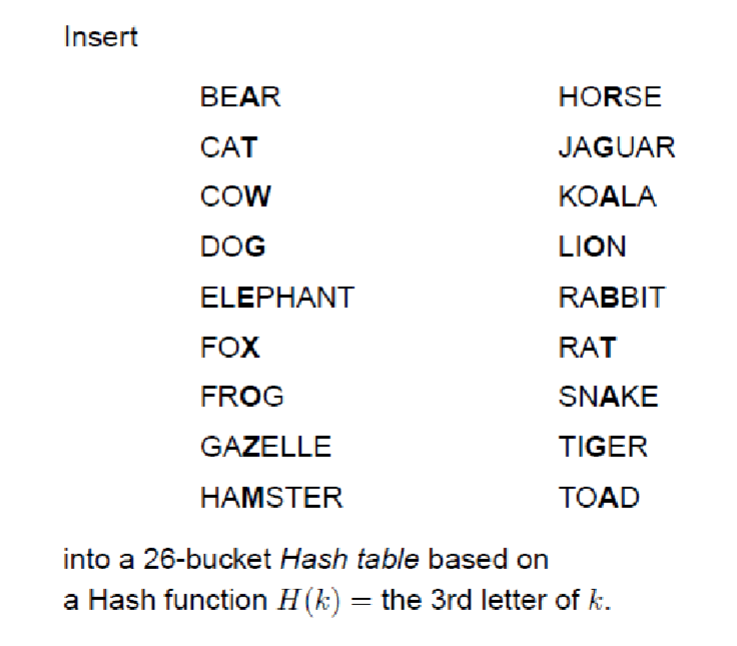 Insert
BEAR HORSE
CAT JAGUAR
COW KOALA
DOG LION
ELEPHANT RABBIT
FOX RAT
FROG SNAKE
GAZELLE TIGER
HAMSTER TOAD
into a 26-bucket Hash table based on
a Hash function H(k) = the 3rd letter of k.